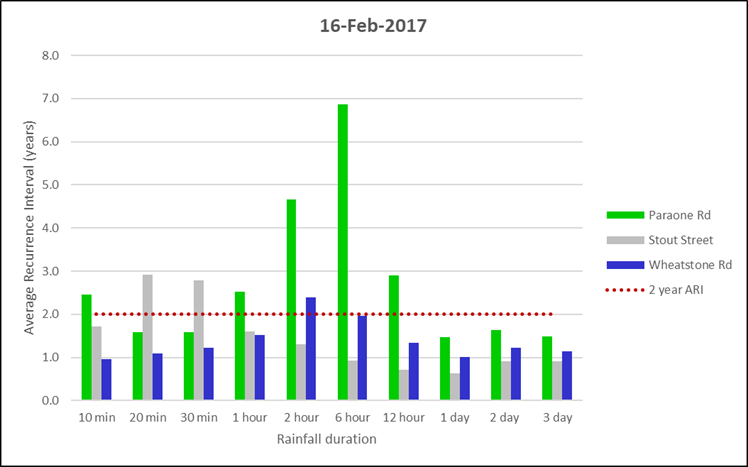 16-Feb-2017
8.0
7.0
6.0
5.0
4.0
3.0
2.0
1.0
0.0
Average Recurrence Interval (years)
10 min 20 min 30 min 1 hour 2 hour 6 hour 12 hour 1 day 2 day 3 day
Rainfall duration
Paraone Rd
Stout Street
Wheatstone Rd
2 year ARI